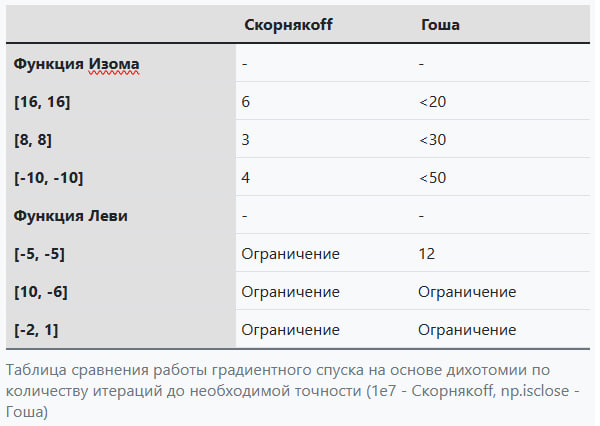 Скорнякoff Гоша
Функция Изома - -
[16, 16] 6 <20
[8, 8] 3 <30
[-10, -10] 4 <50
Функция Леви - -
[-5, -5] Ограничение 12
[10, -6] Ограничение Ограничение
[-2, 1] Ограничение Ограничение
Таблица сравнения работы градиентного спуска на основе дихотомии по
количеству итераций до необходимой точности (1e7 - Скорнякoff, np.isclose -
Гоша)